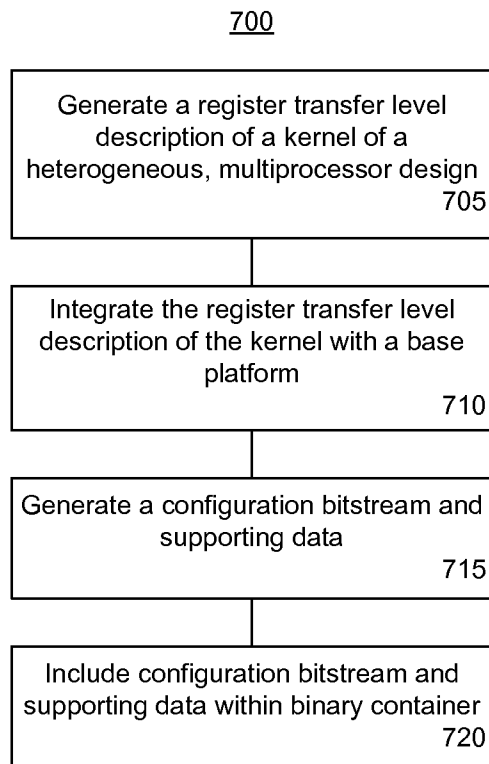 700
Generate a register transfer level
description of a kernel of a
heterogeneous, multiprocessor design
705
Integrate the register transfer level
description of the kernel with a base
platform
710
Generate a configuration bitstream and
supporting data
715
Include configuration bitstream and
supporting data within binary container
720